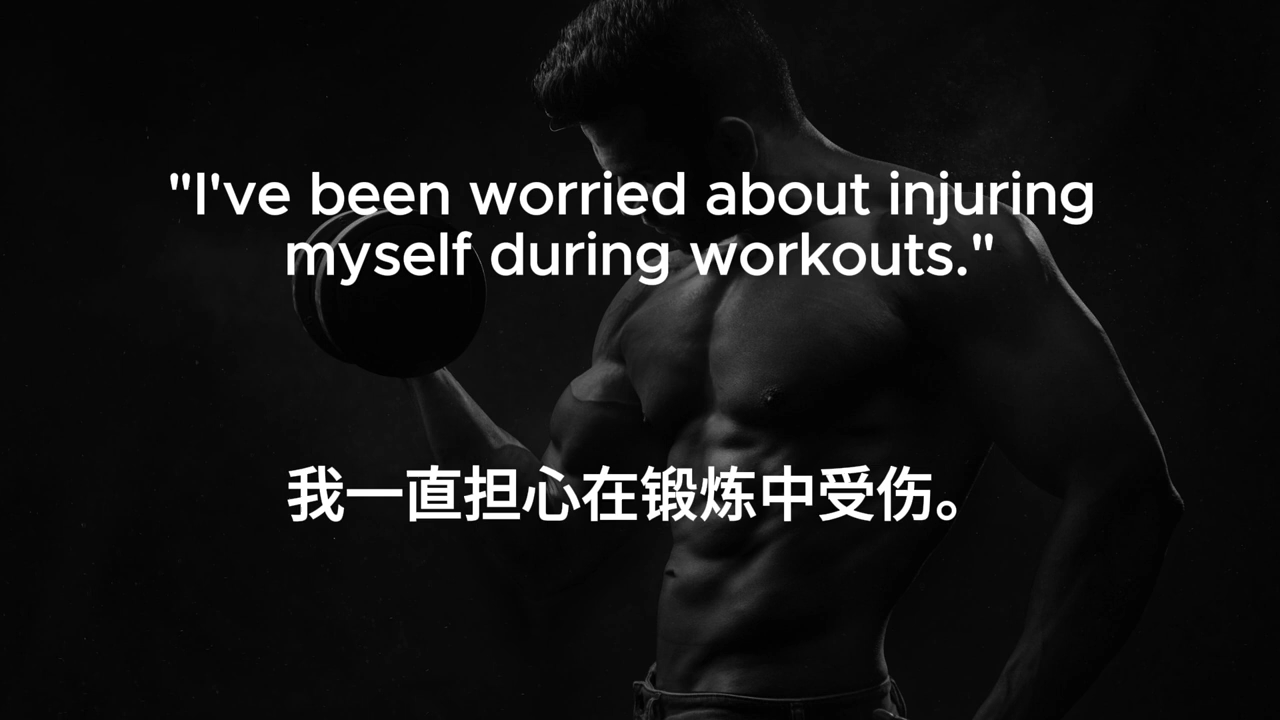 "I've been worried about injuring
myself during workouts."
我一直担心在锻炼中受伤。